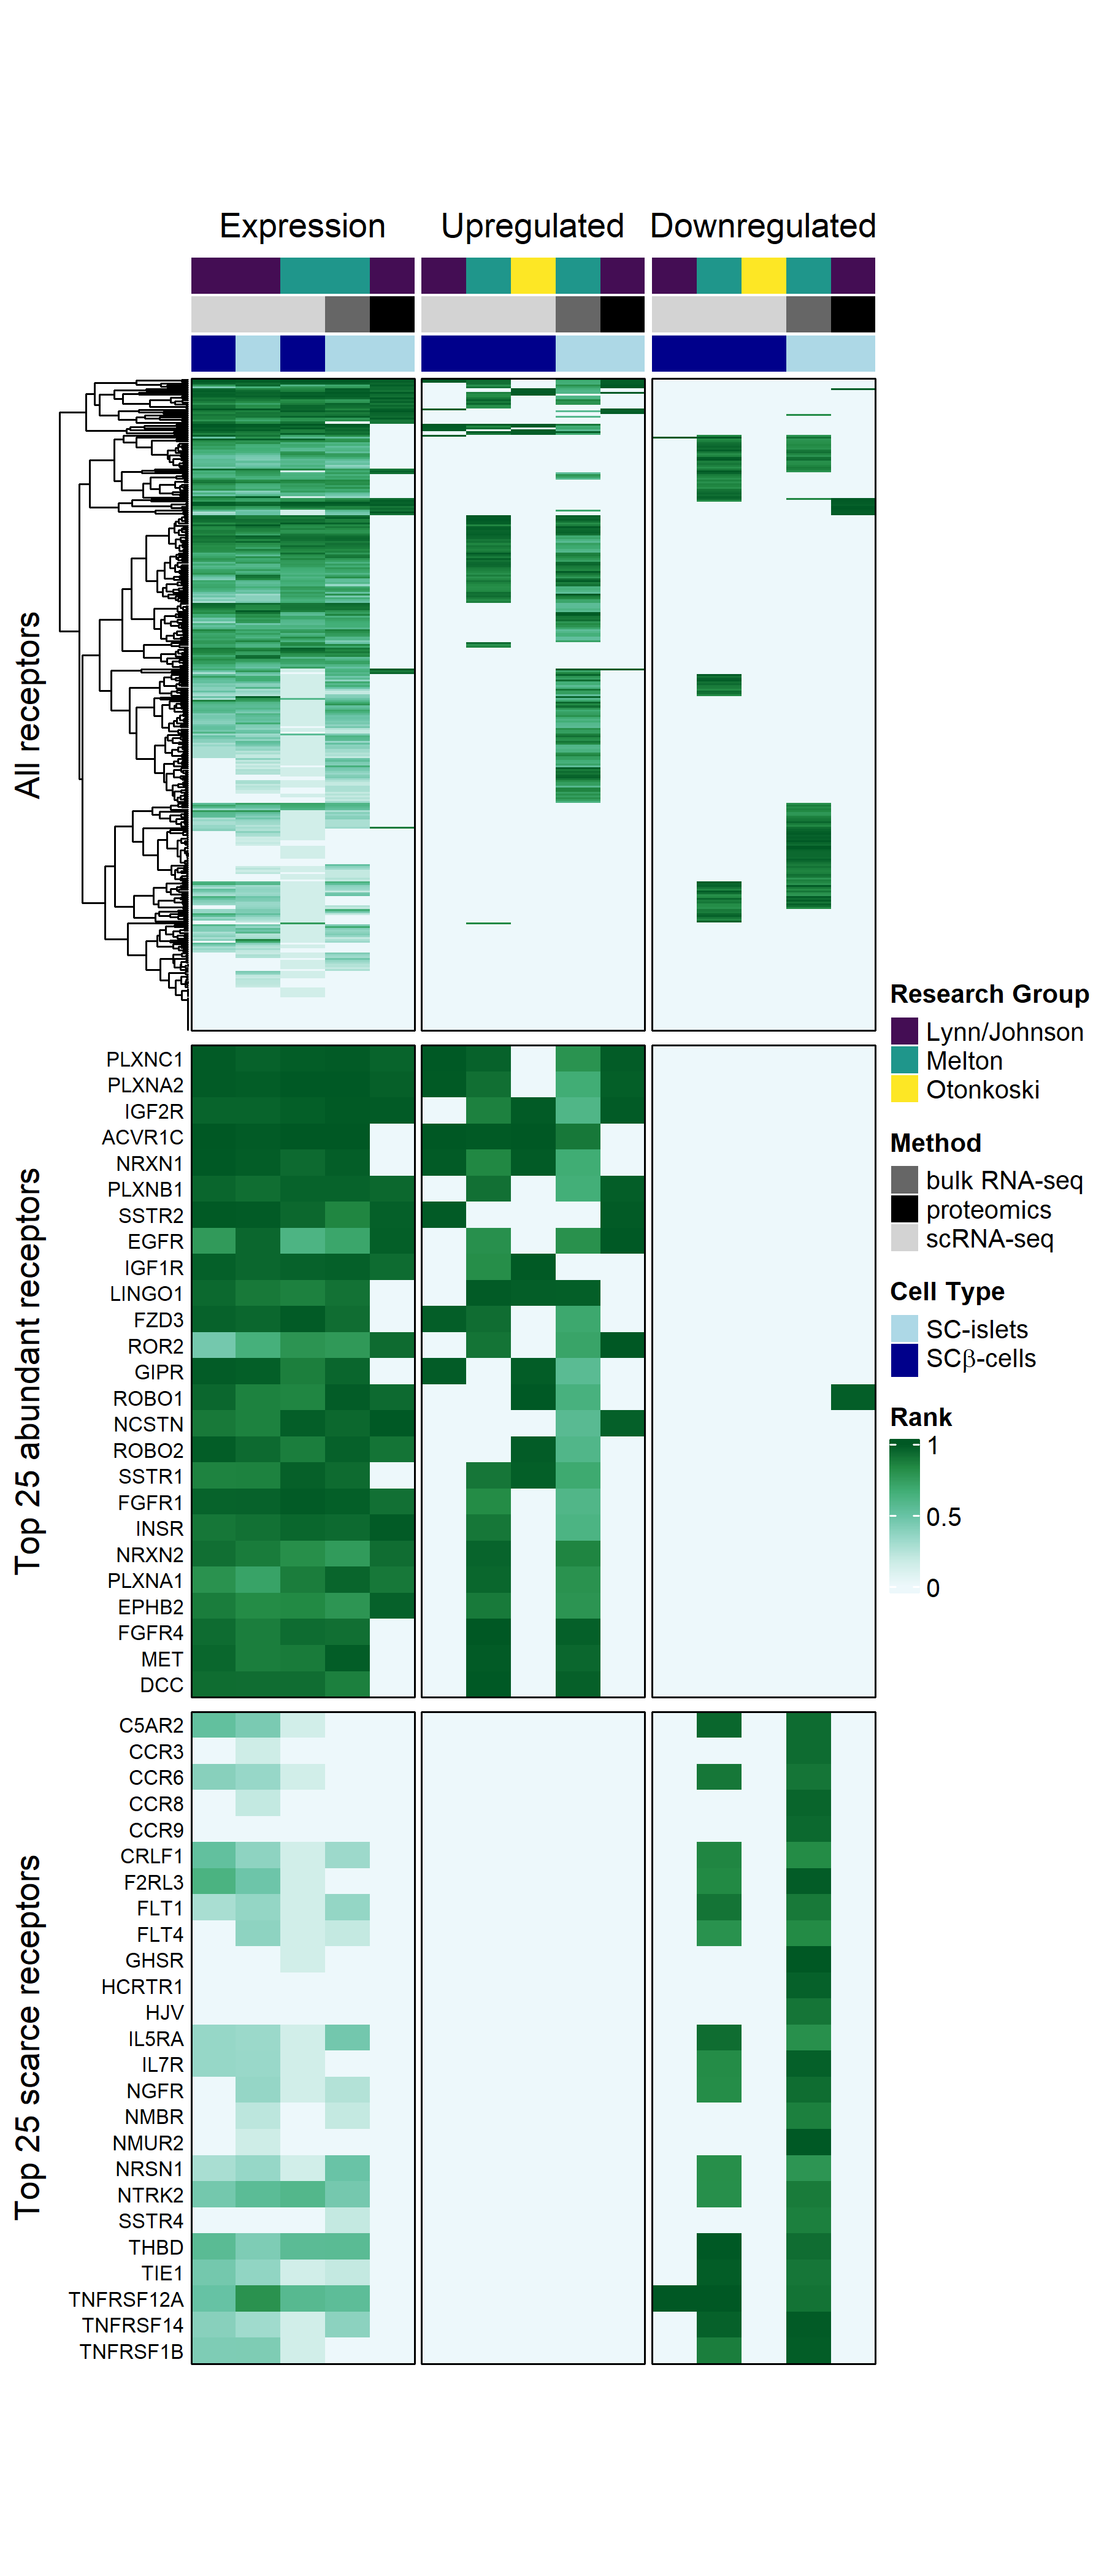 Expression
Upregulated
Downregulated
All receptors
Research Group
Lynn/Johnson
Melton
Otonkoski
Method
bulk RNA-seq
proteomics
scRNA-seq
Cell Type
SC-islets
SCβ-cells
Rank
1
0.5
0
Top 25 abundant receptors
PLXNC1
PLXNA2
IGF2R
ACVR1C
NRXN1
PLXNB1
SSTR2
EGFR
IGF1R
LINGO1
FZD3
ROR2
GIPR
ROBO1
NCSTN
ROBO2
SSTR1
FGFR1
INSR
NRXN2
PLXNA1
EPHB2
FGFR4
MET
DCC
Top 25 scarce receptors
C5AR2
CCR3
CCR6
CCR8
CCR9
CRLF1
F2RL3
FLT1
FLT4
GHSR
HCRTR1
HJV
IL5RA
IL7R
NGFR
NMBR
NMUR2
NRSN1
NTRK2
SSTR4
THBD
TIE1
TNFRSF12A
TNFRSF14
TNFRSF1B